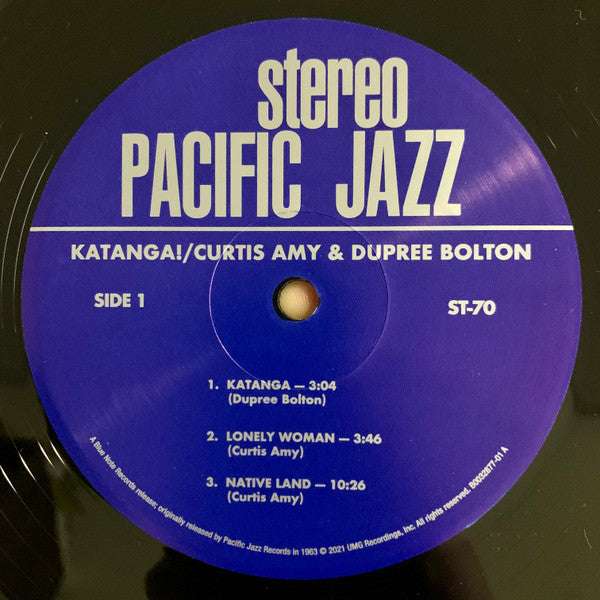 stereo
PACIFIC JAZZ
KATANGA!/CURTIS AMY & DUPREE BOLTON
SIDE 1
ST-70
1. KATANGA — 3:04
(Dupree Bolton)
2. LONELY WOMAN — 3:46
(Curtis Amy)
3. NATIVE LAND — 10:26
(Curtis Amy)
A Blue Note Records release; originally released by Pacific Jazz Records in 1963 © 2021 UMG Recordings, Inc. All rights reserved. B0032877-01 A